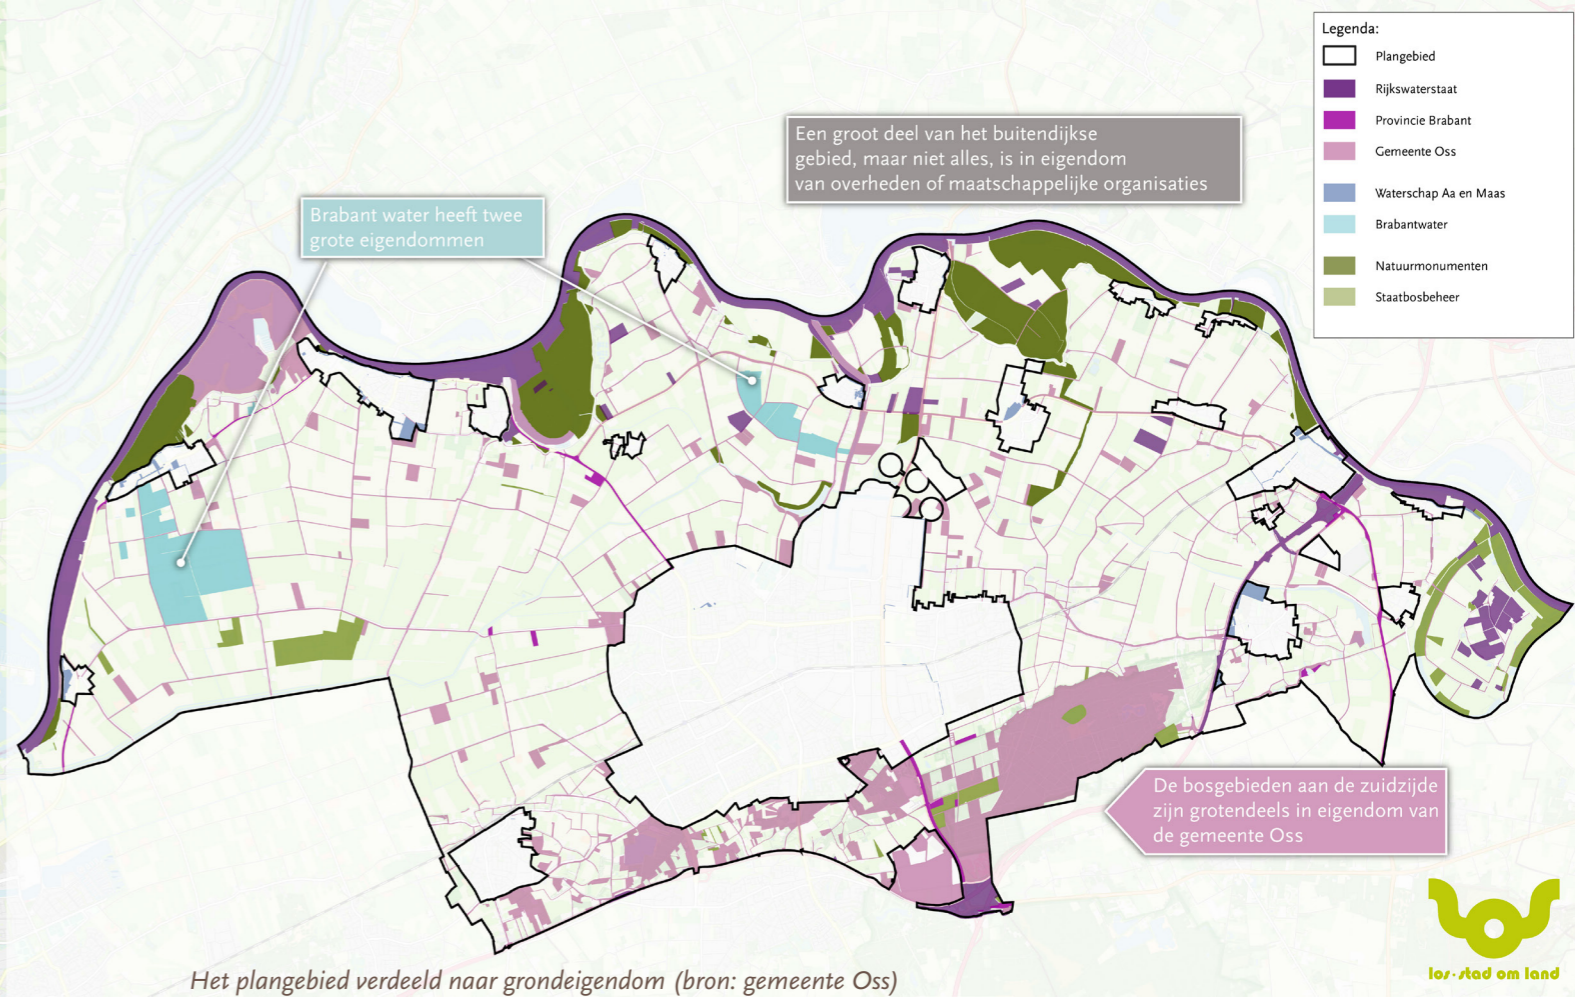 Legenda:
Plangebied
Rijkswaterstaat
Provincie Brabant
Gemeente Oss
Waterschap Aa en Maas
Brabantwater
Natuurmonumenten
Staatbosbeheer
Een groot deel van het buitendijkse
gebied, maar niet alles, is in eigendom
van overheden of maatschappelijke organisaties
Brabant water heeft twee
grote eigendommen
De bosgebieden aan de zuidzijde
zijn grotendeels in eigendom van
de gemeente Oss
los·stad om land
Het plangebied verdeeld naar grondeigendom (bron: gemeente Oss)